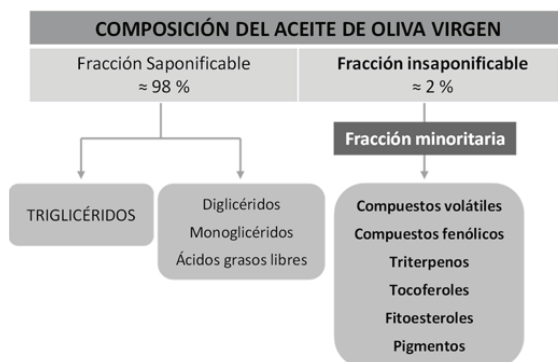 COMPOSICIÓN DEL ACEITE DE OLIVA VIRGEN
Fracción Saponificable
≈ 98 %
Fracción insaponificable
≈ 2 %
Fracción minoritaria
TRIGLICÉRIDOS
Diglicéridos
Monoglicéridos
Ácidos grasos libres
Compuestos volátiles
Compuestos fenólicos
Triterpenos
Tocoferoles
Fitoesteroles
Pigmentos